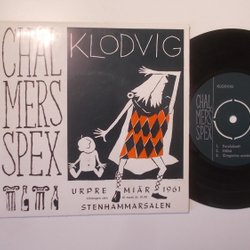 CHAL
MERS
SPEX
KLODVIG
URPREMIÄR 1961
STENHAMMARSALEN
KLODVIG
CHAL
MERS
SPEX